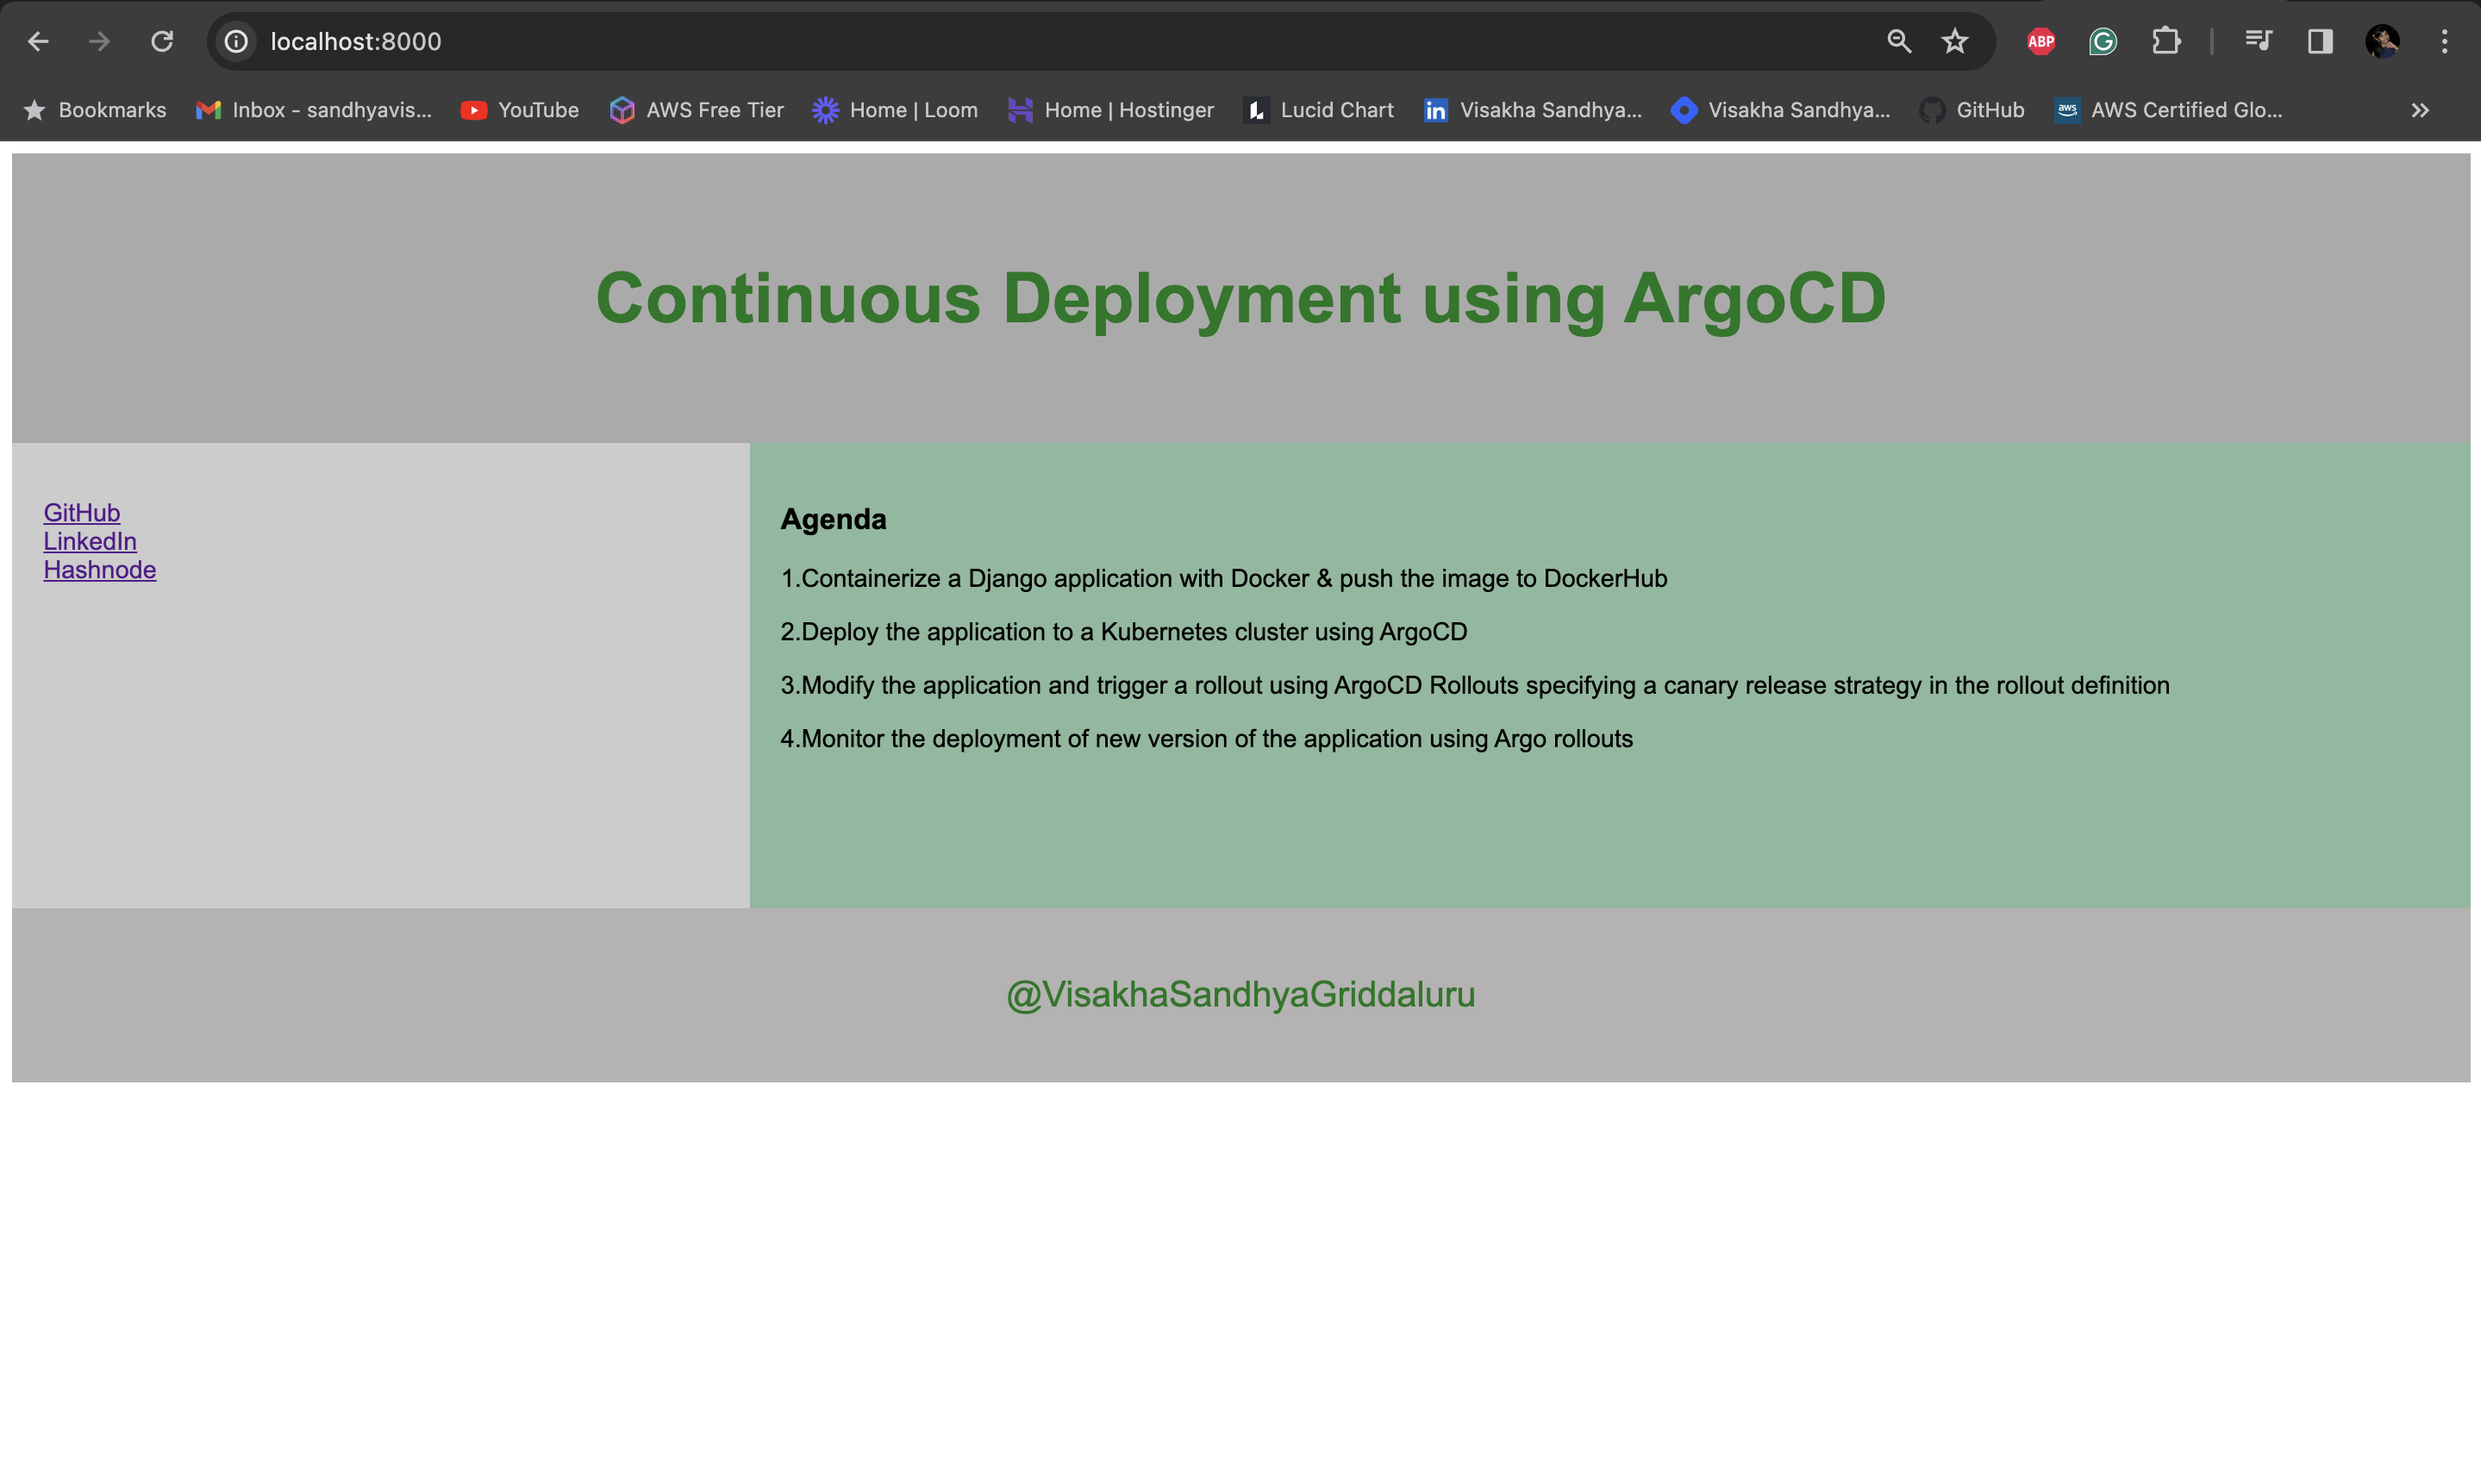 localhost:8000
ABP
Bookmarks
Inbox - sandhyavis...
YouTube
AWS Free Tier
Home | Loom
Home | Hostinger
Lucid Chart
in
Visakha Sandhya...
Visakha Sandhya...
GitHub
aws
AWS Certified Glo...
Continuous Deployment using ArgoCD
GitHub
LinkedIn
Hashnode
Agenda
1.Containerize a Django application with Docker & push the image to DockerHub
2.Deploy the application to a Kubernetes cluster using ArgoCD
3.Modify the application and trigger a rollout using ArgoCD Rollouts specifying a canary release strategy in the rollout definition
4.Monitor the deployment of new version of the application using Argo rollouts
@VisakhaSandhyaGriddaluru